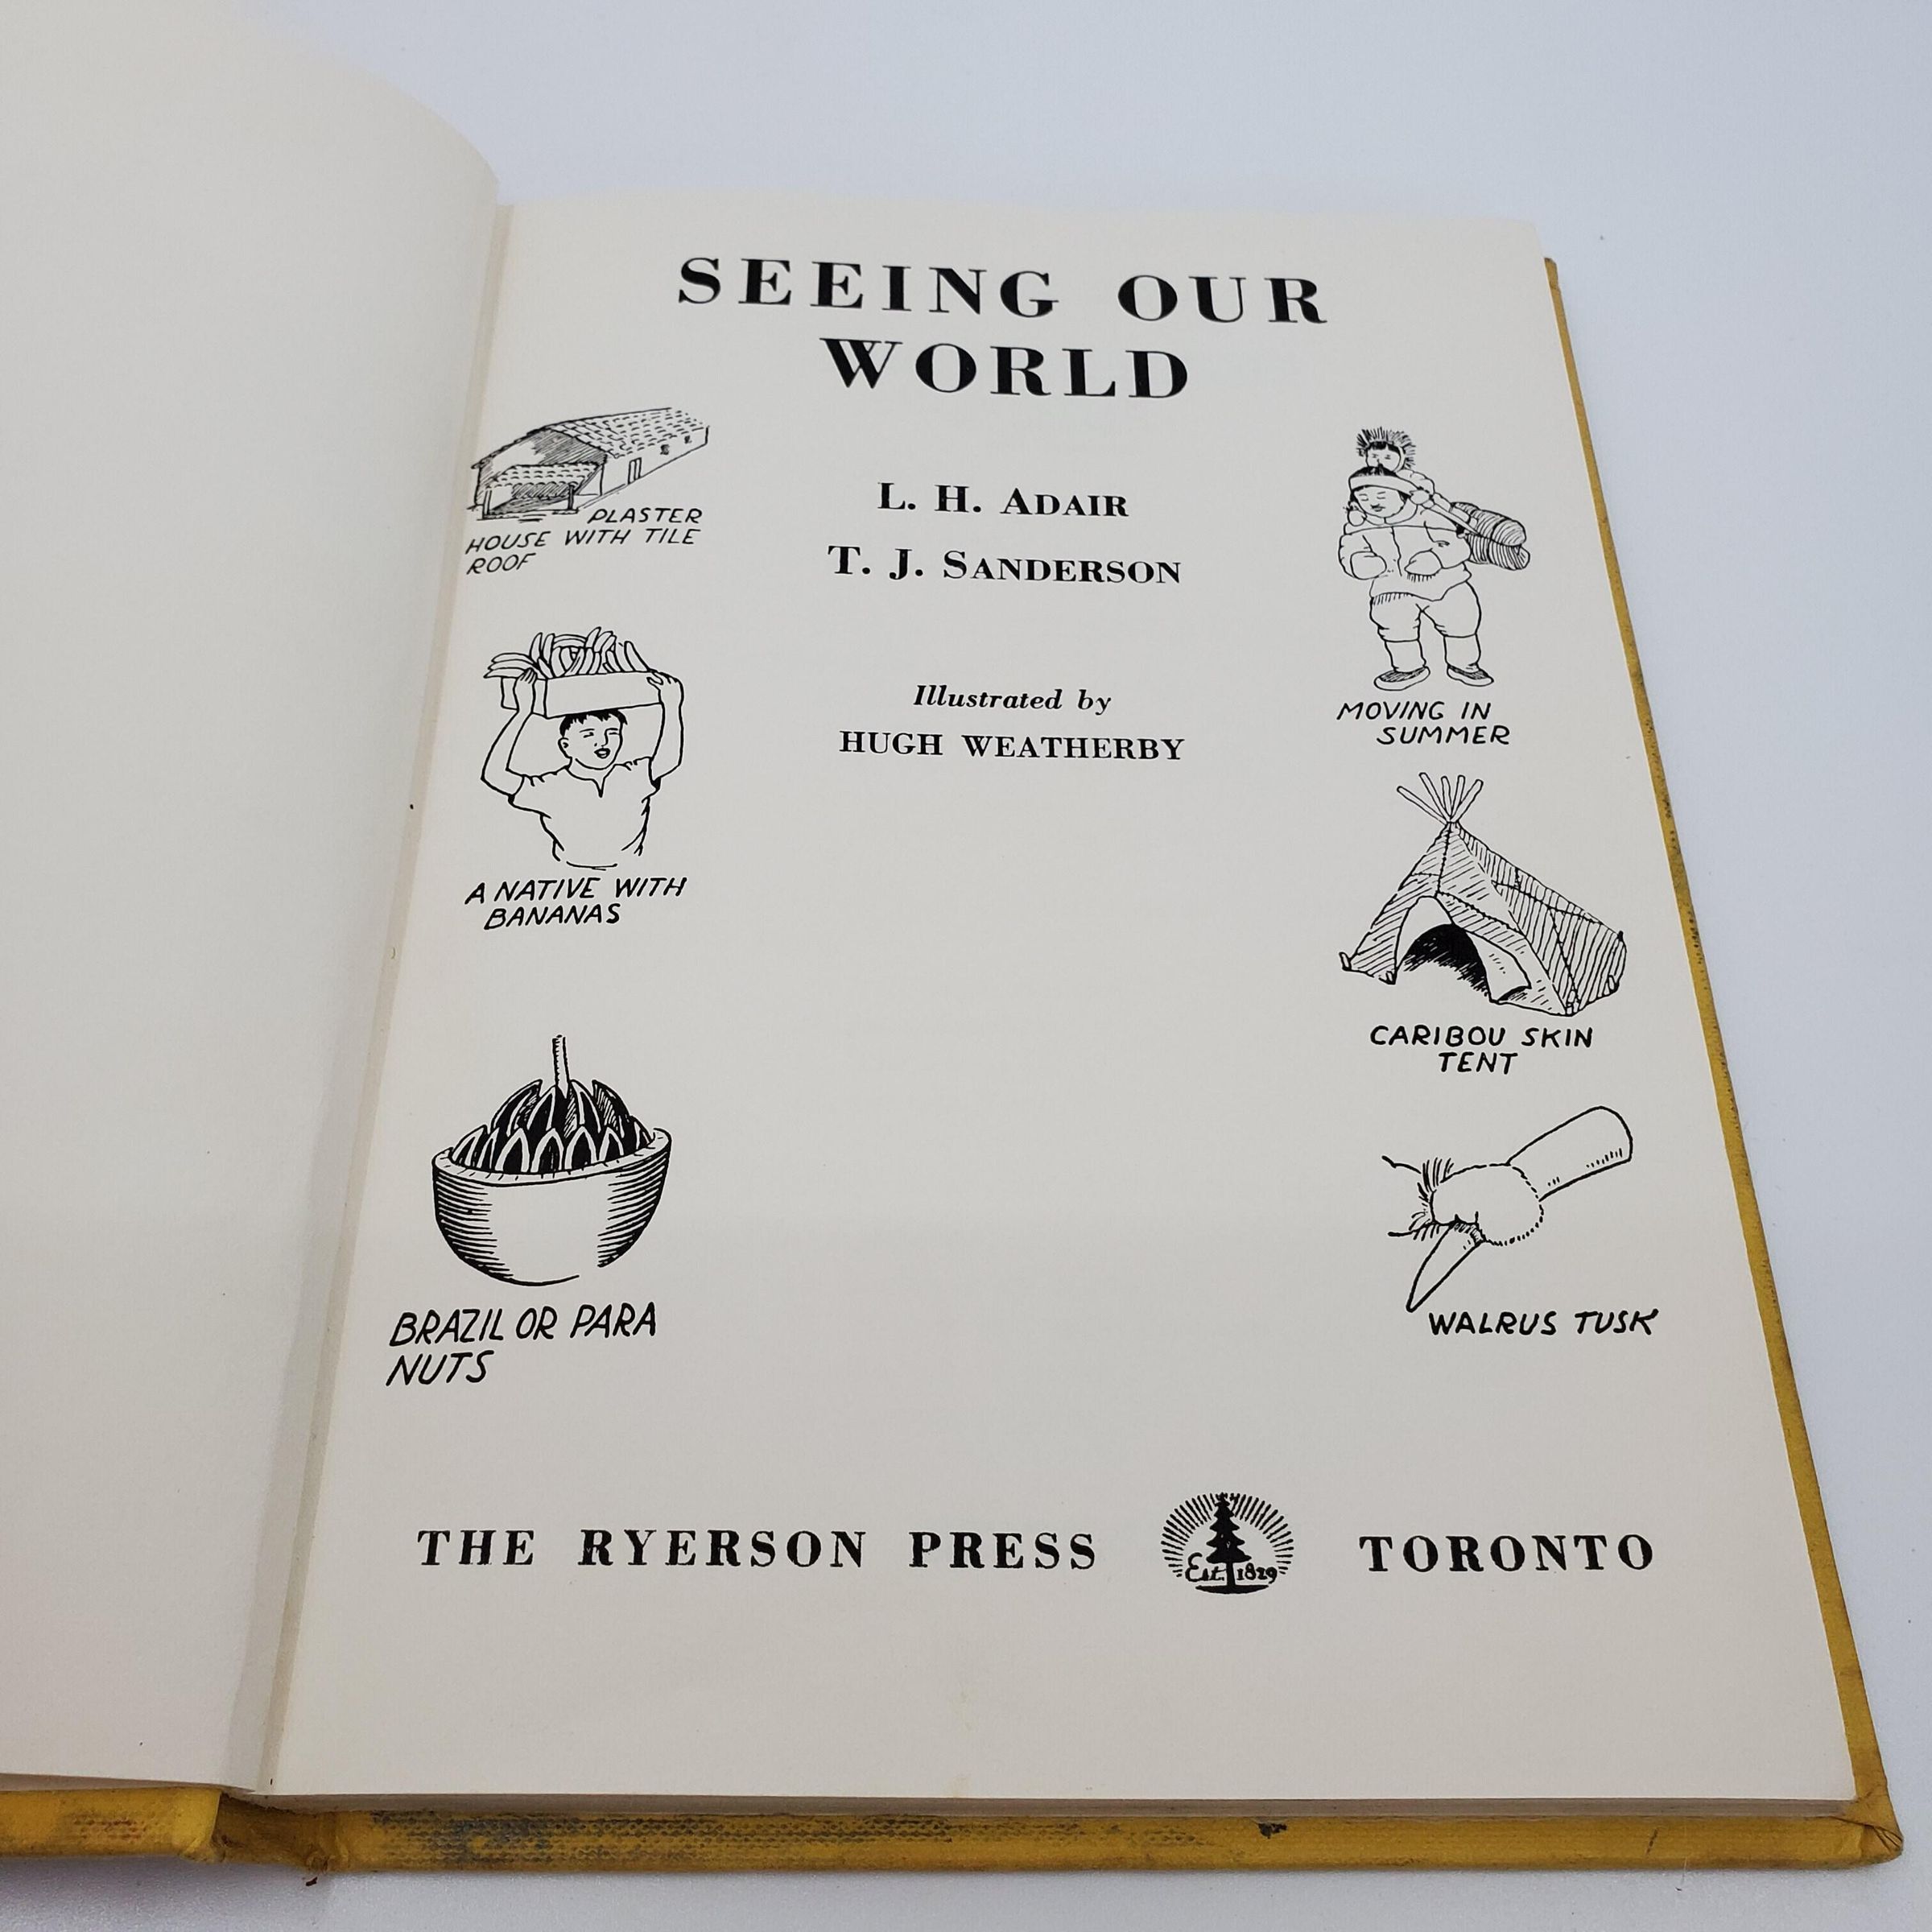 SEEING OUR
WORLD
L. H. ADAIR
T. J. SANDERSON
Illustrated by
HUGH WEATHERBY
PLASTER
HOUSE WITH TILE
ROOF
A NATIVE WITH
BANANAS
BRAZIL OR PARA
NUTS
MOVING IN
SUMMER
CARIBOU SKIN
TENT
WALRUS TUSK
THE RYERSON PRESS Est. 1829 TORONTO